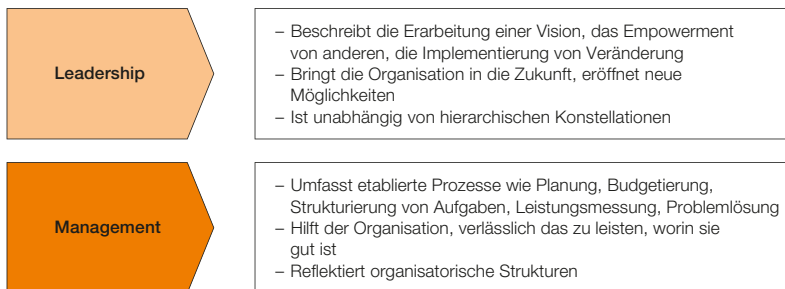 Leadership
– Beschreibt die Erarbeitung einer Vision, das Empowerment
von anderen, die Implementierung von Veränderung
– Bringt die Organisation in die Zukunft, eröffnet neue
Möglichkeiten
– Ist unabhängig von hierarchischen Konstellationen
Management
– Umfasst etablierte Prozesse wie Planung, Budgetierung,
Strukturierung von Aufgaben, Leistungsmessung, Problemlösung
– Hilft der Organisation, verlässlich das zu leisten, worin sie
gut ist
– Reflektiert organisatorische Strukturen